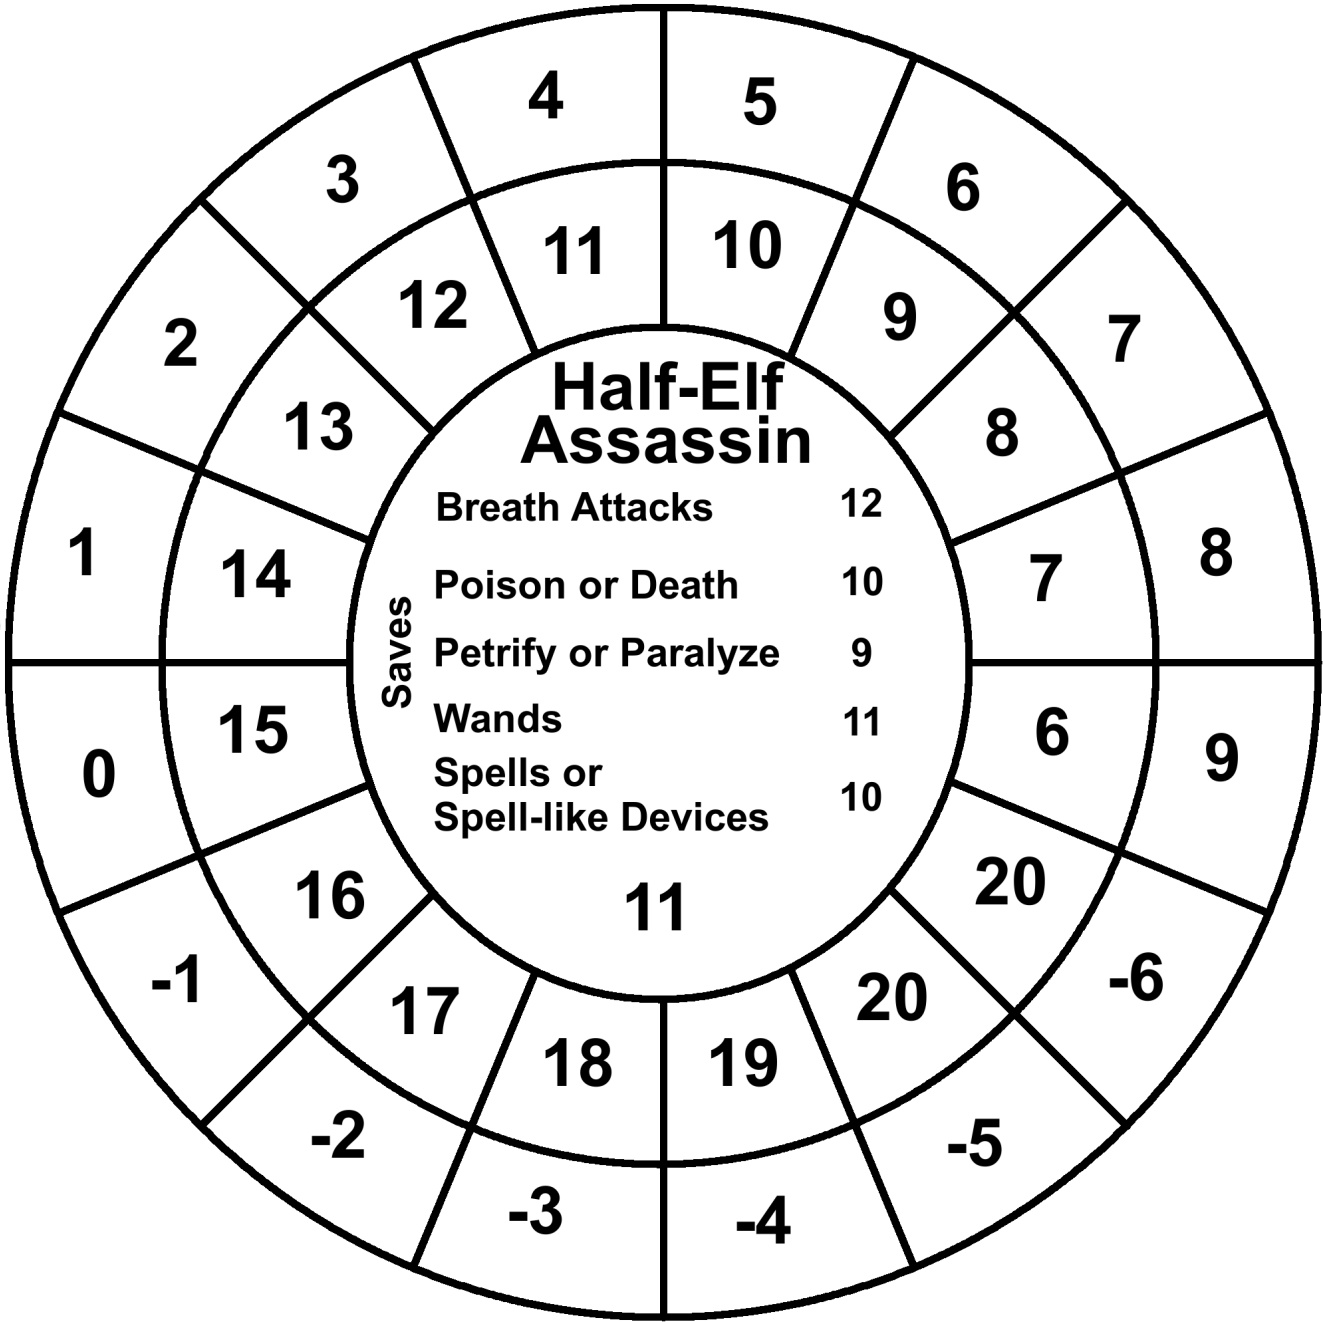 4 5
3 6
11 10
12 9
2 7
13 8
Half-Elf
Assassin
Breath Attacks 12
1 8
14 7
Poison or Death 10
Saves
Petrify or Paralyze 9
Wands 11
15 6
0 9
Spells or
Spell-like Devices 10
16 20
11
-1 -6
17 20
18 19
-2 -5
-3 -4